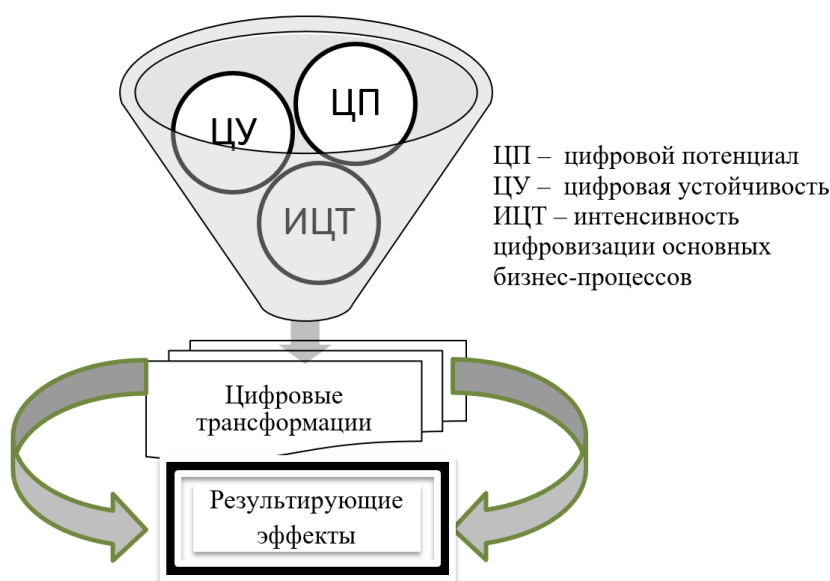 ЦП
ЦУ
ИЦТ
ЦП – цифровой потенциал
ЦУ – цифровая устойчивость
ИЦТ – интенсивность
цифровизации основных
бизнес-процессов
Цифровые
трансформации
Результирующие
эффекты